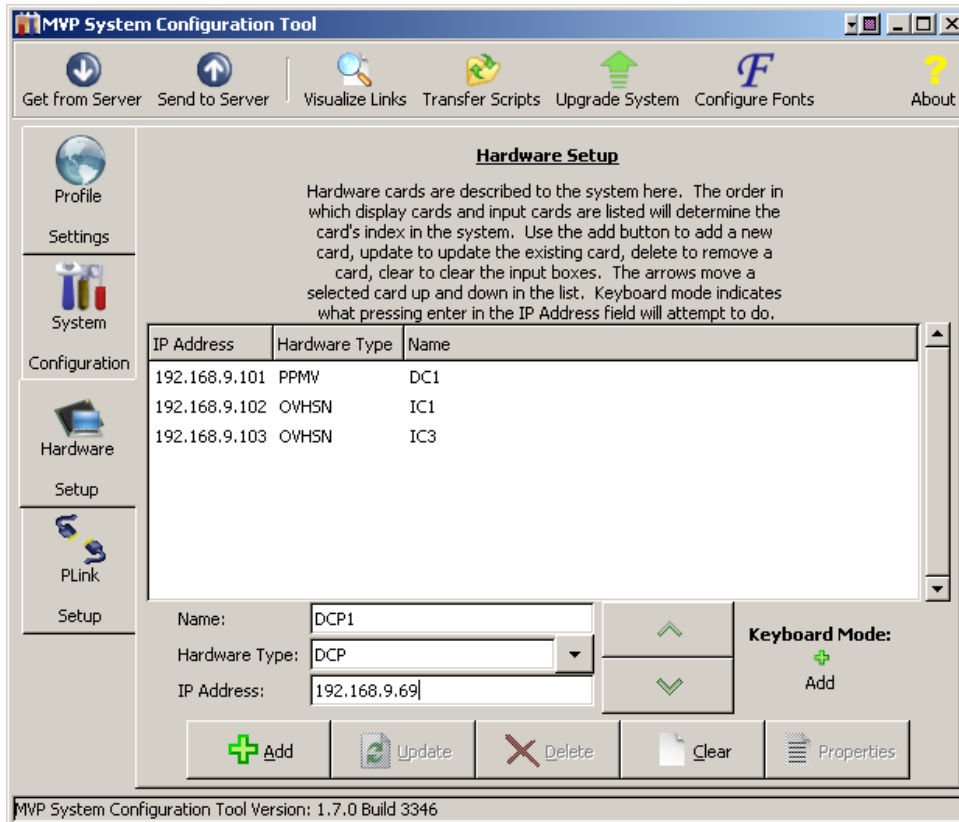 MVP System Configuration Tool
Get from Server Send to Server Visualize Links Transfer Scripts Upgrade System Configure Fonts About
Profile
Settings
System
Configuration
Hardware
Setup
PLink
Setup
Hardware Setup
Hardware cards are described to the system here. The order in
which display cards and input cards are listed will determine the
card's index in the system. Use the add button to add a new
card, update to update the existing card, delete to remove a
card, clear to clear the input boxes. The arrows move a
selected card up and down in the list. Keyboard mode indicates
what pressing enter in the IP Address field will attempt to do.
IP Address Hardware Type Name
192.168.9.101 PPMV DC1
192.168.9.102 OVHSN IC1
192.168.9.103 OVHSN IC3
Name: DCP1
Hardware Type: DCP
IP Address: 192.168.9.69
Keyboard Mode:
Add
Add Update Delete Clear Properties
MVP System Configuration Tool Version: 1.7.0 Build 3346